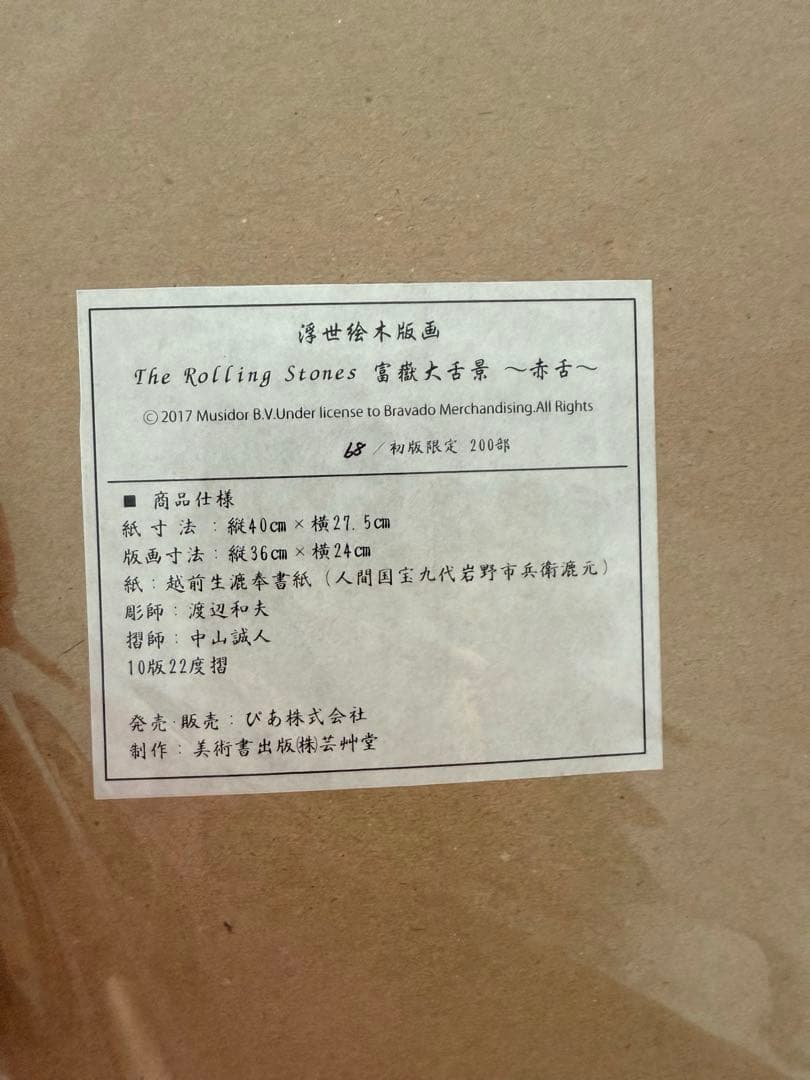 浮世絵木版画
The Rolling Stones 富嶽大舌景 〜赤舌〜
©2017 Musidor B.V.Under license to Bravado Merchandising.All Rights
68 / 初版限定 200部
■ 商品仕様
紙寸法：縦40㎝×横27.5㎝
版画寸法：縦36㎝×横24㎝
紙：越前生漉奉書紙（人間国宝九代岩野市兵衛漉元）
彫師：渡辺和夫
摺師：中山誠人
10版22度摺
発売・販売：ぴあ株式会社
制作：美術書出版㈱芸艸堂